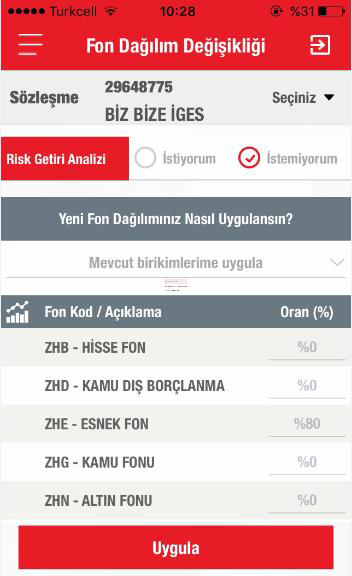 Turkcell 10:28 %31
Fon Dağılım Değişikliği
Sözleşme 29648775 BİZ BİZE İGES Seçiniz
Risk Getiri Analizi İstiyorum İstemiyorum
Yeni Fon Dağılımınız Nasıl Uygulansın?
Mevcut birikimlerime uygula
Fon Kod / Açıklama Oran (%)
ZHB - HİSSE FON %0
ZHD - KAMU DIŞ BORÇLANMA %0
ZHE - ESNEK FON %80
ZHG - KAMU FONU %0
ZHN - ALTIN FONU %0
Uygula